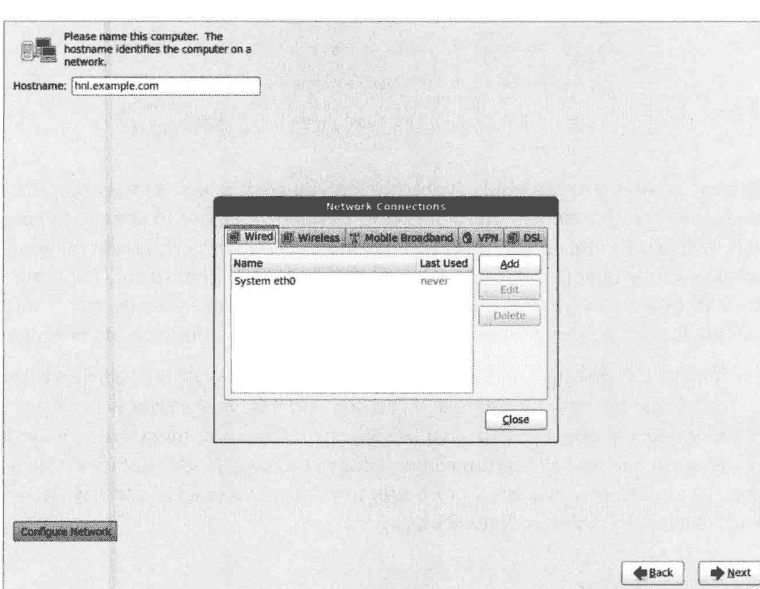 Please name this computer. The
hostname identifies the computer on a
network.
Hostname: hnl.example.com
Network Connections
Wired Wireless Mobile Broadband VPN DSL
Name Last Used
System eth0 never
Add
Edit
Delete
Close
Configure Network
Back Next